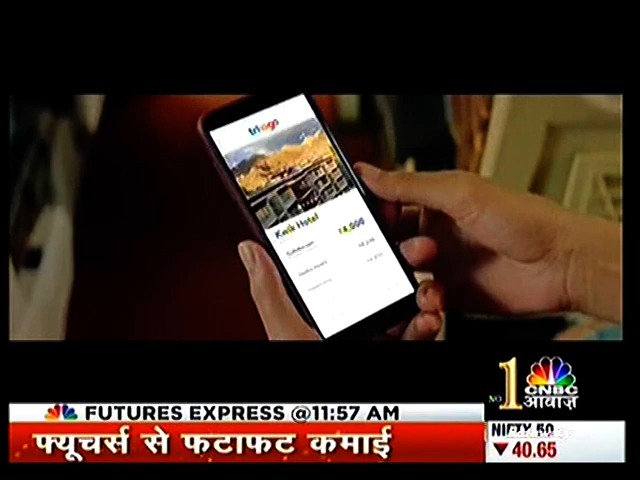 trivago
Kwik Hotel
₹4,000
No 1
CNBC
आवाज़
FUTURES EXPRESS @11:57 AM
फ्यूचर्स से फटाफट कमाई
NIFTY 50
▼40.65